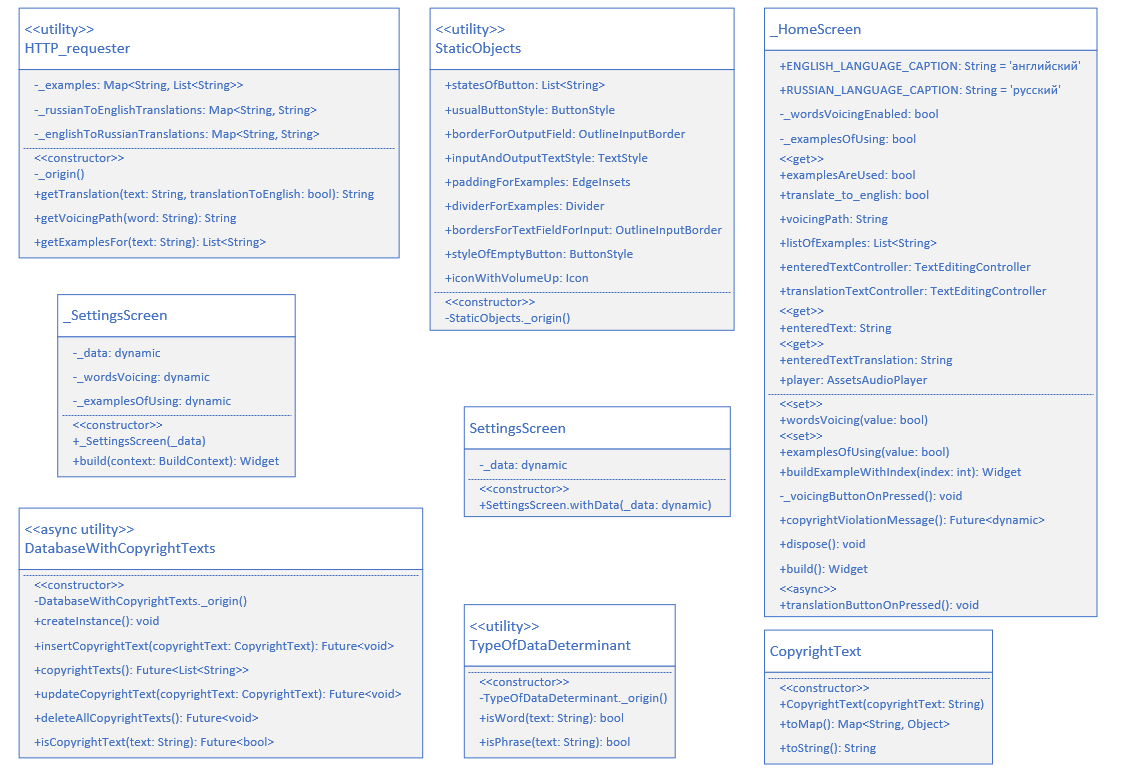 <<utility>>
HTTP_requester
-_examples: Map<String, List<String>>
-_russianToEnglishTranslations: Map<String, String>
-_englishToRussianTranslations: Map<String, String>
<<constructor>>
-_origin()
+getTranslation(text: String, translationToEnglish: bool): String
+getVoicingPath(word: String): String
+getExamplesFor(text: String): List<String>
<<utility>>
StaticObjects
+statesOfButton: List<String>
+usualButtonStyle: ButtonStyle
+borderForOutputField: OutlineInputBorder
+inputAndOutputTextStyle: TextStyle
+paddingForExamples: EdgeInsets
+dividerForExamples: Divider
+bordersForTextFieldForInput: OutlineInputBorder
+styleOfEmptyButton: ButtonStyle
+iconWithVolumeUp: Icon
<<constructor>>
-StaticObjects._origin()
_HomeScreen
+ENGLISH_LANGUAGE_CAPTION: String = 'английский'
+RUSSIAN_LANGUAGE_CAPTION: String = 'русский'
-_wordsVoicingEnabled: bool
-_examplesOfUsing: bool
<<get>>
+examplesAreUsed: bool
+translate_to_english: bool
+voicingPath: String
+listOfExamples: List<String>
+enteredTextController: TextEditingController
+translationTextController: TextEditingController
<<get>>
+enteredText: String
<<get>>
+enteredTextTranslation: String
+player: AssetsAudioPlayer
<<set>>
+wordsVoicing(value: bool)
<<set>>
+examplesOfUsing(value: bool)
+buildExampleWithIndex(index: int): Widget
-_voicingButtonOnPressed(): void
+copyrightViolationMessage(): Future<dynamic>
+dispose(): void
+build(): Widget
<<async>>
+translationButtonOnPressed(): void
_SettingsScreen
-_data: dynamic
-_wordsVoicing: dynamic
-_examplesOfUsing: dynamic
<<constructor>>
+_SettingsScreen(_data)
+build(context: BuildContext): Widget
SettingsScreen
-_data: dynamic
<<constructor>>
+SettingsScreen.withData(_data: dynamic)
<<async utility>>
DatabaseWithCopyrightTexts
<<constructor>>
-DatabaseWithCopyrightTexts._origin()
+createInstance(): void
+insertCopyrightText(copyrightText: CopyrightText): Future<void>
+copyrightTexts(): Future<List<String>>
+updateCopyrightText(copyrightText: CopyrightText): Future<void>
+deleteAllCopyrightTexts(): Future<void>
+isCopyrightText(text: String): Future<bool>
<<utility>>
TypeOfDataDeterminant
<<constructor>>
-TypeOfDataDeterminant._origin()
+isWord(text: String): bool
+isPhrase(text: String): bool
CopyrightText
<<constructor>>
+CopyrightText(copyrightText: String)
+toMap(): Map<String, Object>
+toString(): String